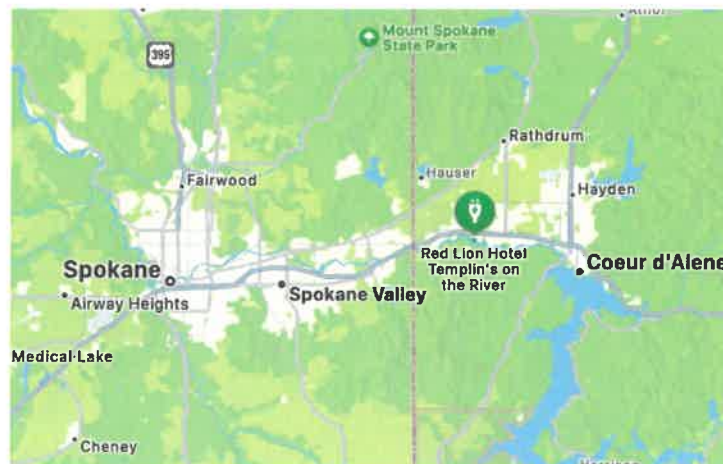 Athol
Mount Spokane
State Park
395
Rathdrum
Fairwood
Hauser
Hayden
Red Lion Hotel
Templin's on
the River
Coeur d'Alene
Spokane
Spokane Valley
Airway Heights
Medical Lake
Cheney